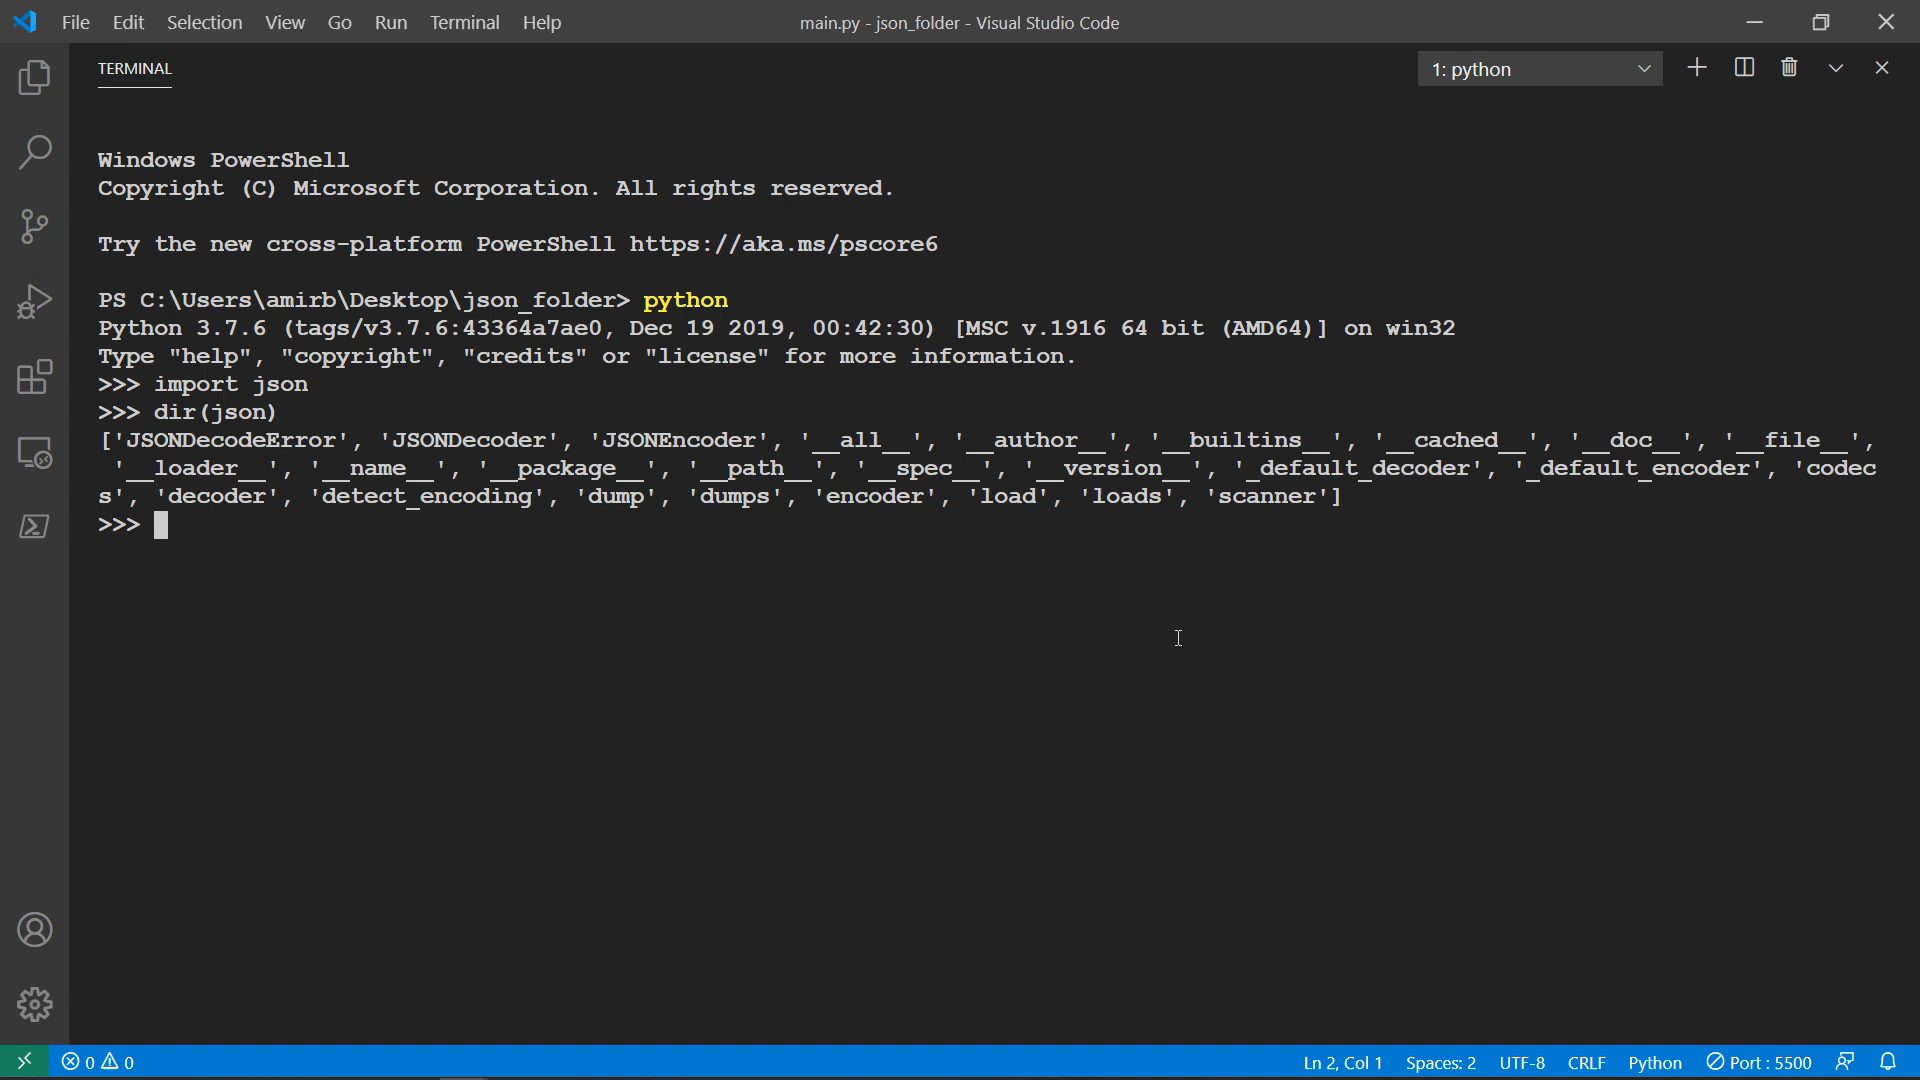 File Edit Selection View Go Run Terminal Help main.py - json_folder - Visual Studio Code
TERMINAL 1: python
Windows PowerShell
Copyright (C) Microsoft Corporation. All rights reserved.
Try the new cross-platform PowerShell https://aka.ms/pscore6
PS C:\Users\amirb\Desktop\json_folder> python
Python 3.7.6 (tags/v3.7.6:43364a7ae0, Dec 19 2019, 00:42:30) [MSC v.1916 64 bit (AMD64)] on win32
Type "help", "copyright", "credits" or "license" for more information.
>>> import json
>>> dir(json)
['JSONDecodeError', 'JSONDecoder', 'JSONEncoder', '__all__', '__author__', '__builtins__', '__cached__', '__doc__', '__file__',
'__loader__', '__name__', '__package__', '__path__', '__spec__', '__version__', '_default_decoder', '_default_encoder', 'codec
s', 'decoder', 'detect_encoding', 'dump', 'dumps', 'encoder', 'load', 'loads', 'scanner']
>>>
0 0 Ln 2, Col 1 Spaces: 2 UTF-8 CRLF Python Port : 5500